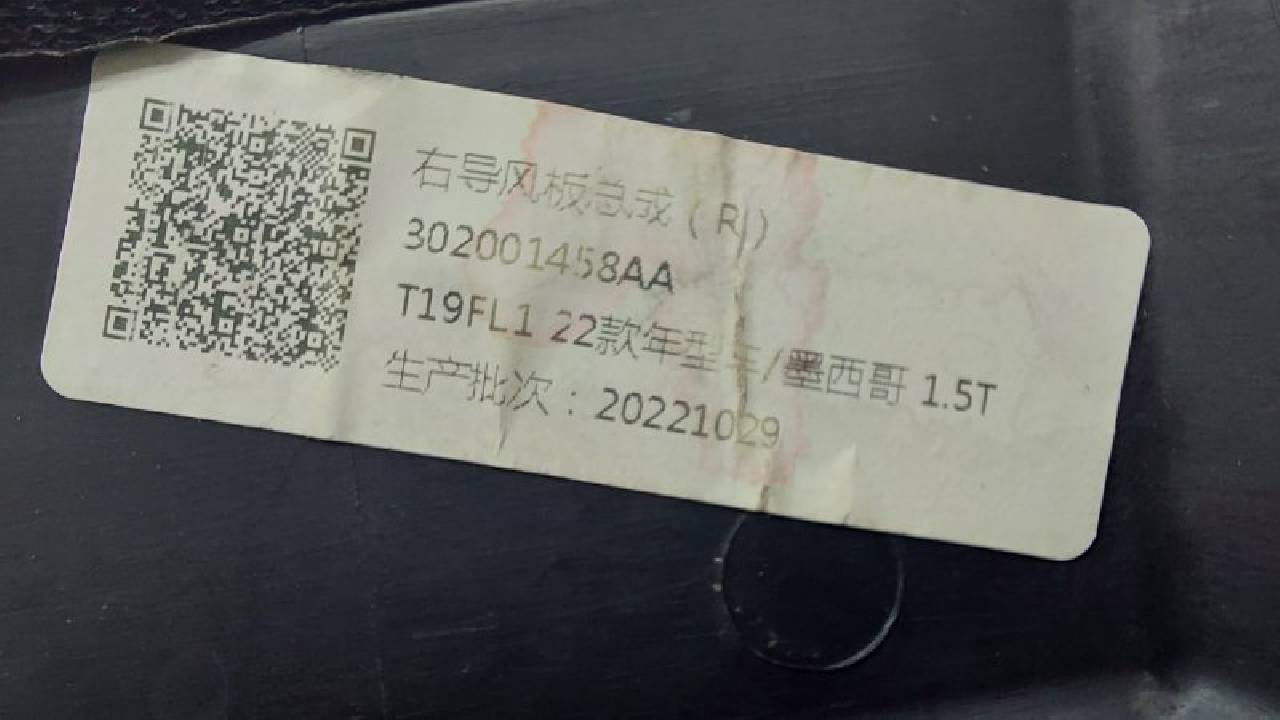 右导风板总成（R）
302001458AA
T19FL1 22款年型车/墨西哥 1.5T
生产批次：20221029